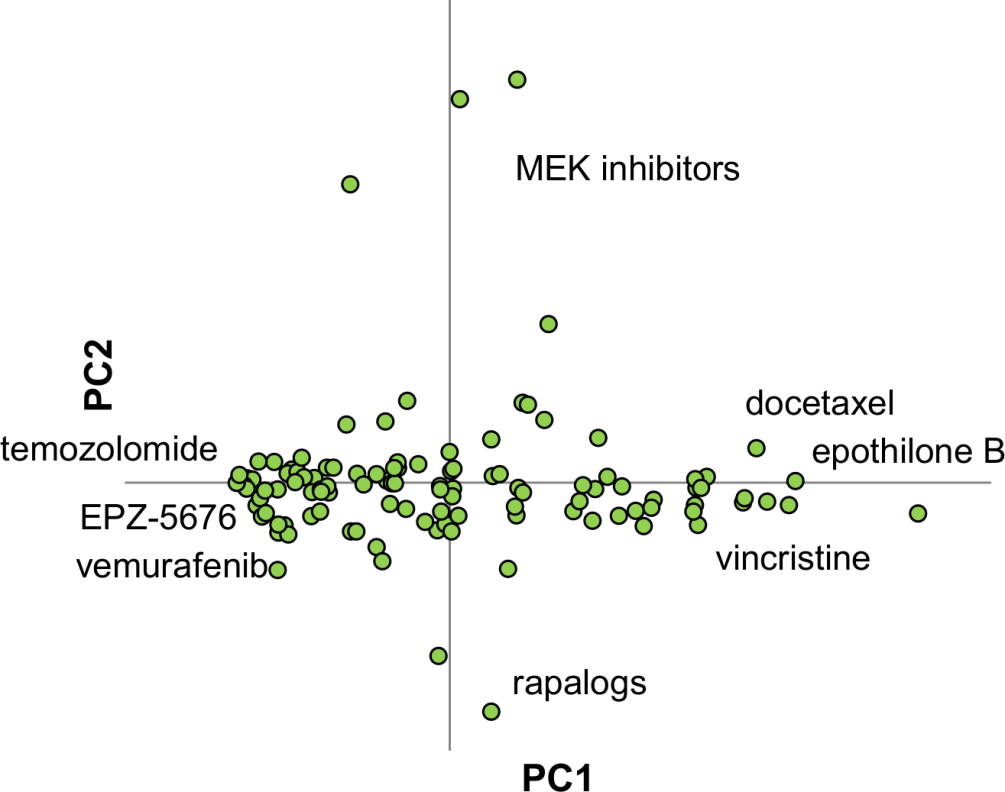 MEK inhibitors
PC2
docetaxel
temozolomide
epothilone B
EPZ-5676
vemurafenib
vincristine
rapalogs
PC1